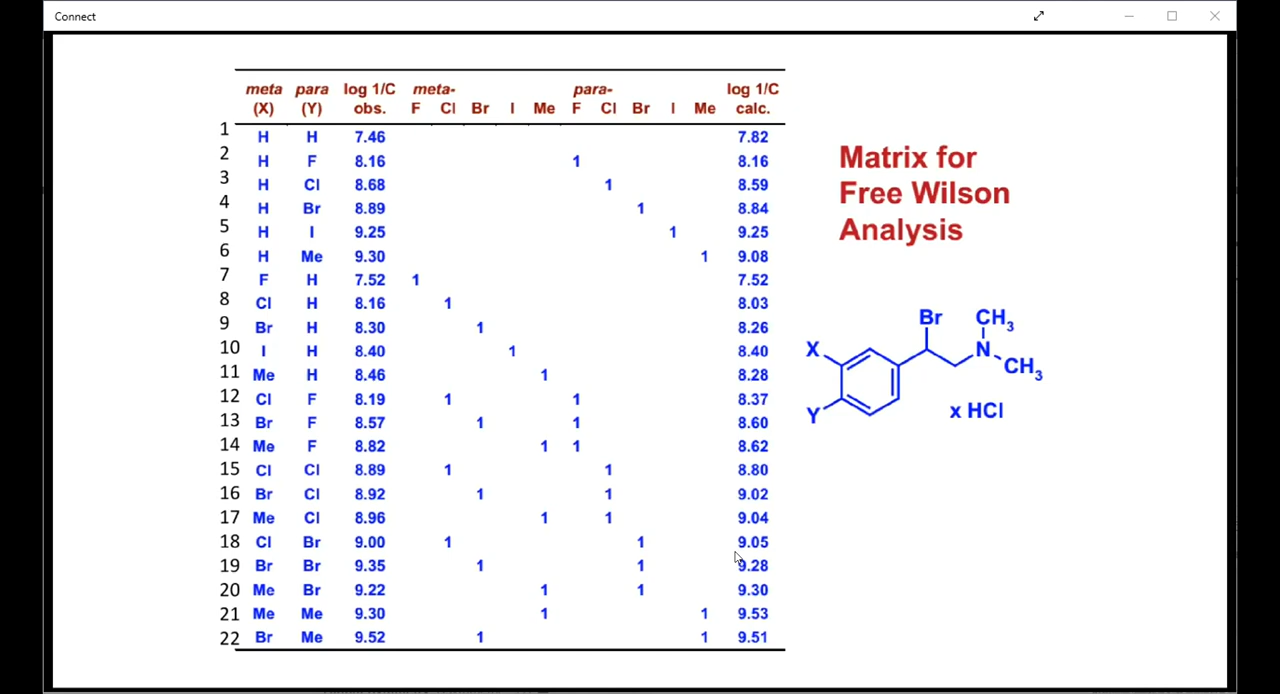 Connect
meta para log 1/C meta- para- log 1/C
(X) (Y) obs. F Cl Br I Me F Cl Br I Me calc.
1 H H 7.46 7.82
2 H F 8.16 1 8.16
3 H Cl 8.68 1 8.59
4 H Br 8.89 1 8.84
5 H I 9.25 1 9.25
6 H Me 9.30 1 9.08
7 F H 7.52 1 7.52
8 Cl H 8.16 1 8.03
9 Br H 8.30 1 8.26
10 I H 8.40 1 8.40
11 Me H 8.46 1 8.28
12 Cl F 8.19 1 1 8.37
13 Br F 8.57 1 1 8.60
14 Me F 8.82 1 1 8.62
15 Cl Cl 8.89 1 1 8.80
16 Br Cl 8.92 1 1 9.02
17 Me Cl 8.96 1 1 9.04
18 Cl Br 9.00 1 1 9.05
19 Br Br 9.35 1 1 9.28
20 Me Br 9.22 1 1 9.30
21 Me Me 9.30 1 1 9.53
22 Br Me 9.52 1 1 9.51
Matrix for
Free Wilson
Analysis
Br CH3
X N
CH3
Y x HCl